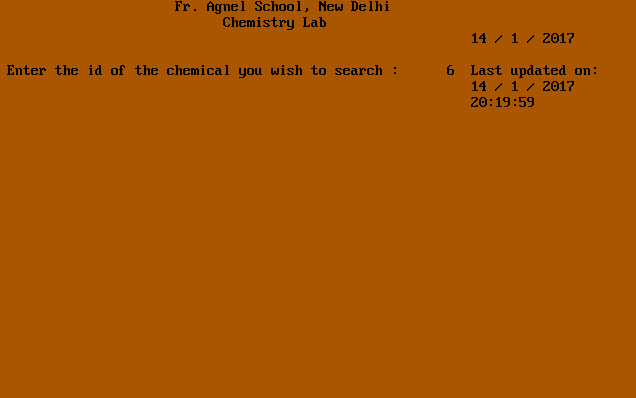 Fr. Agnel School, New Delhi
Chemistry Lab
14 / 1 / 2017
Enter the id of the chemical you wish to search : 6 Last updated on:
14 / 1 / 2017
20:19:59